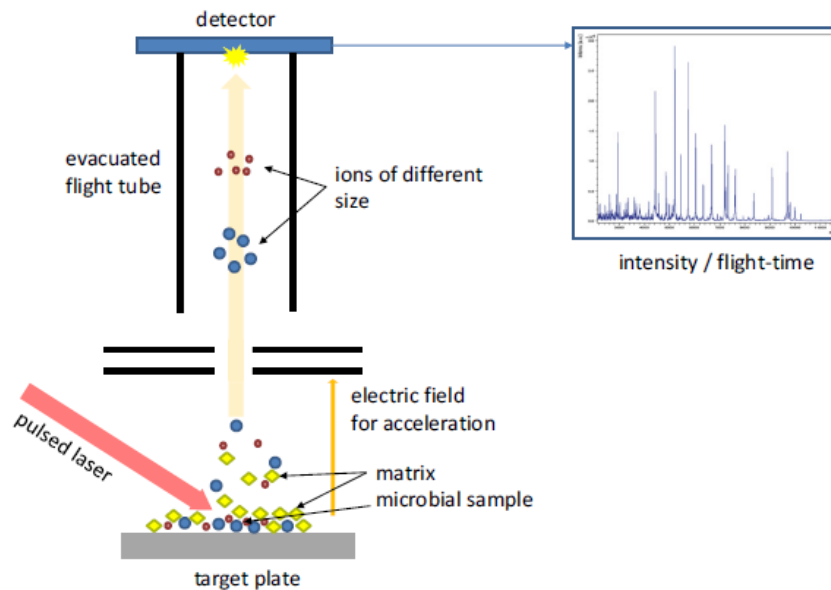 detector
evacuated
flight tube
ions of different
size
intensity / flight-time
electric field
for acceleration
pulsed laser
matrix
microbial sample
target plate